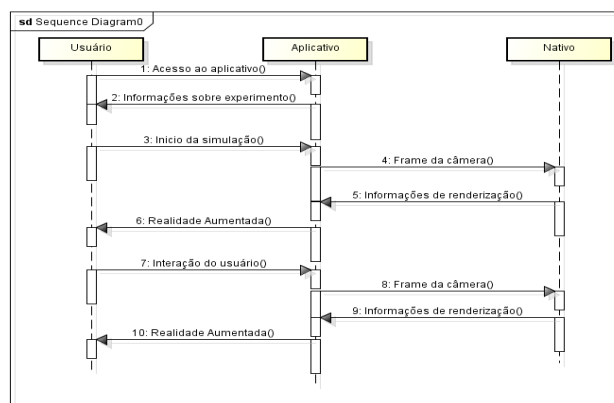 sd Sequence Diagram0
Usuário
Aplicativo
Nativo
1: Acesso ao aplicativo()
2: Informações sobre experimento()
3: Inicio da simulação()
4: Frame da câmera()
5: Informações de renderização()
6: Realidade Aumentada()
7: Interação do usuário()
8: Frame da câmera()
9: Informações de renderização()
10: Realidade Aumentada()